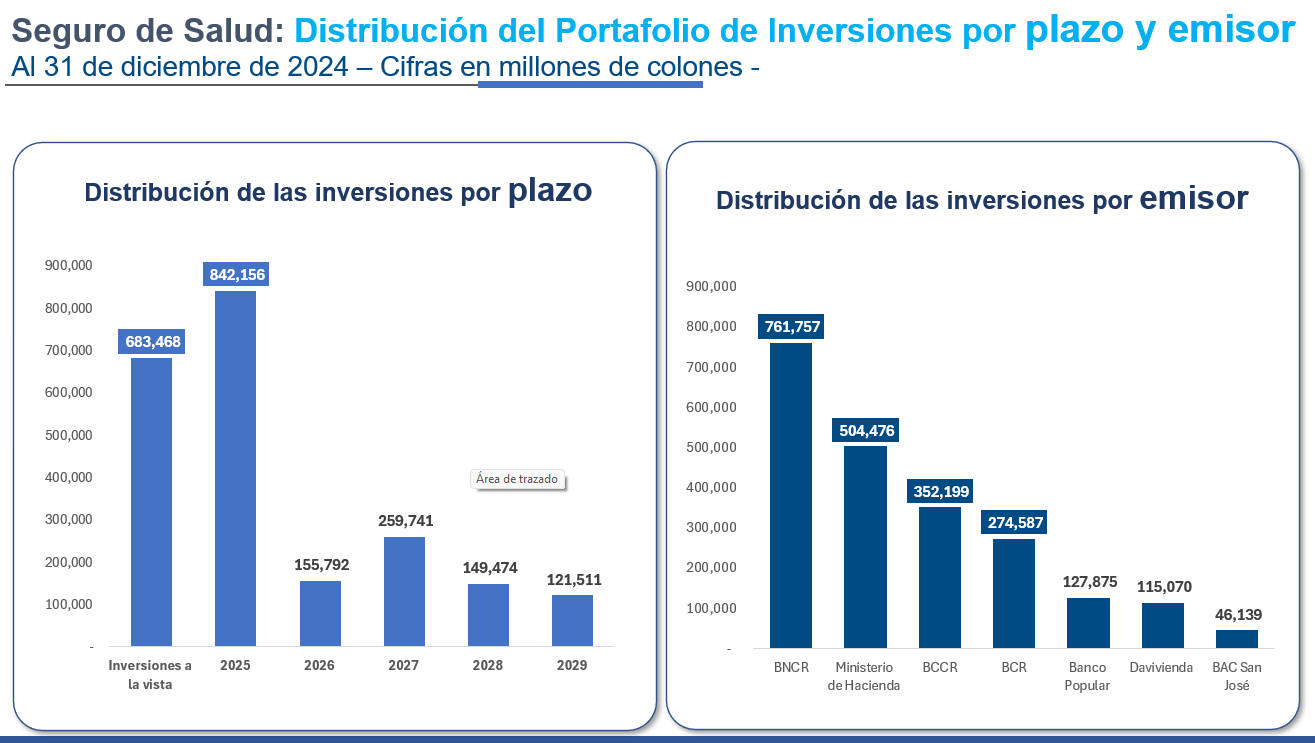 Seguro de Salud: Distribución del Portafolio de Inversiones por plazo y emisor
Al 31 de diciembre de 2024 – Cifras en millones de colones -
Distribución de las inversiones por plazo
900,000
800,000
700,000
600,000
500,000
400,000
300,000
200,000
100,000
-
683,468
842,156
155,792
259,741
149,474
121,511
Área de trazado
Inversiones a
la vista
2025
2026
2027
2028
2029
Distribución de las inversiones por emisor
900,000
800,000
700,000
600,000
500,000
400,000
300,000
200,000
100,000
-
761,757
504,476
352,199
274,587
127,875
115,070
46,139
BNCR
Ministerio
de Hacienda
BCCR
BCR
Banco
Popular
Davivienda
BAC San
José